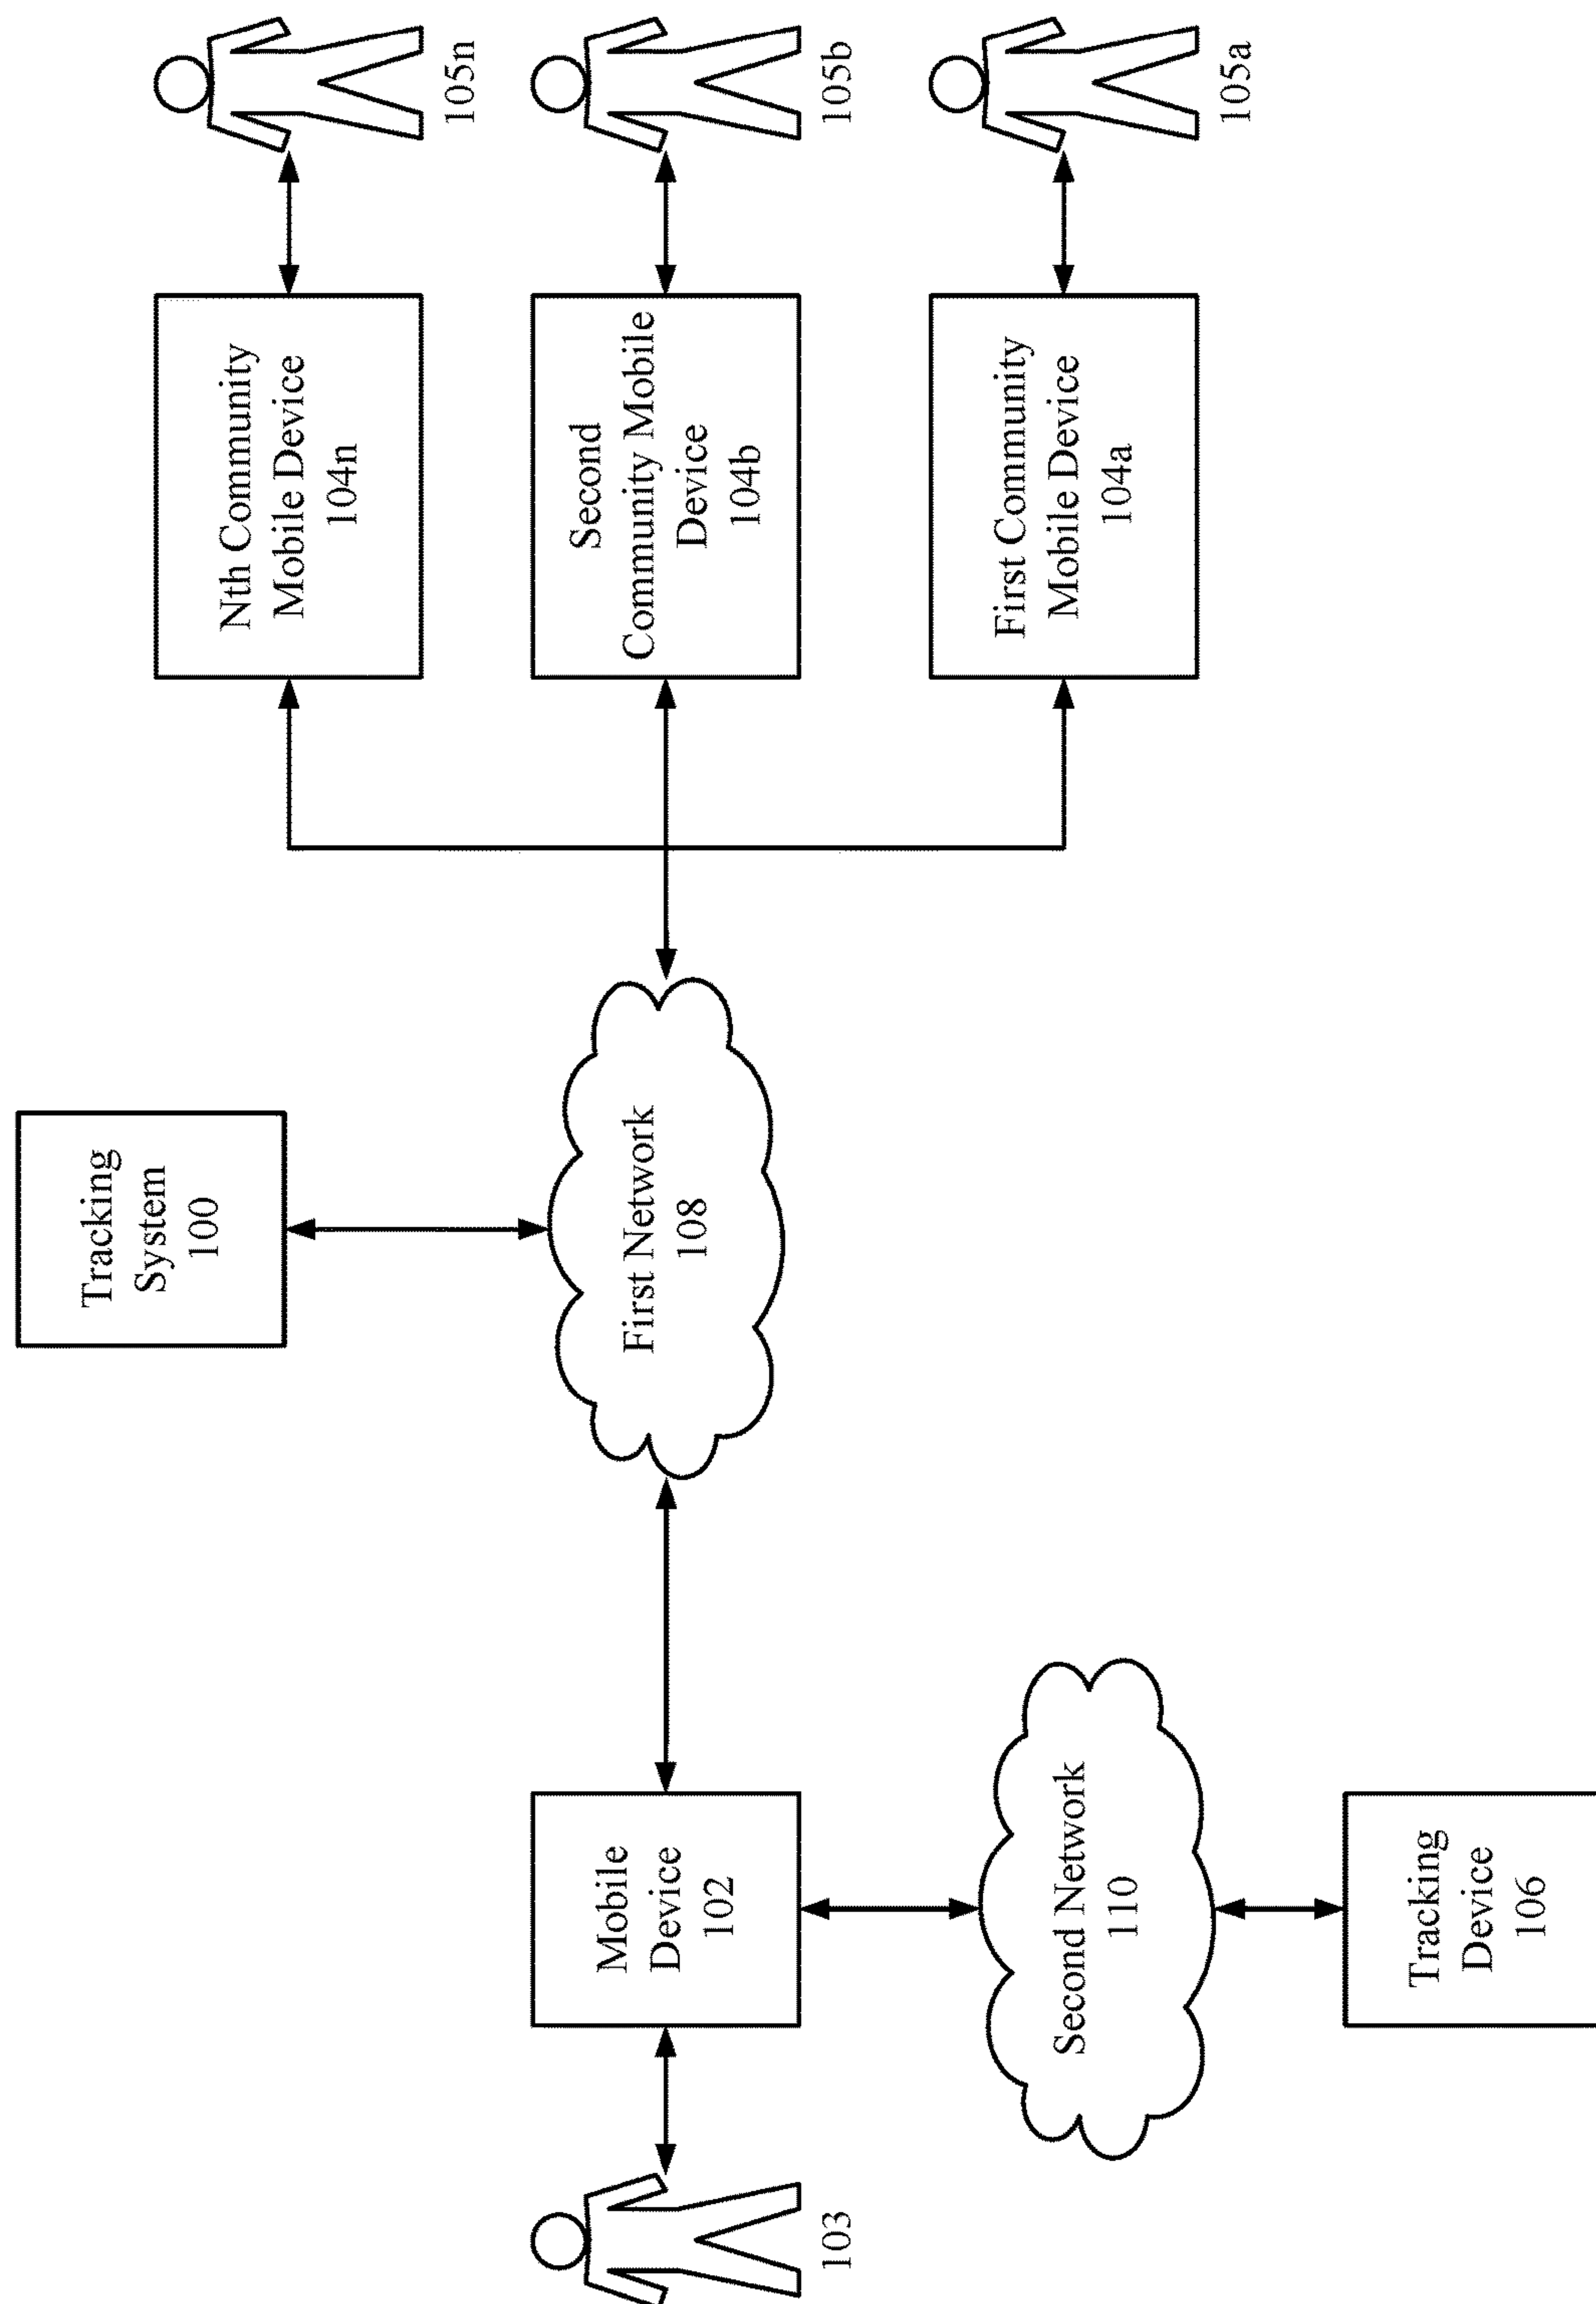 Tracking
System
100
Nth Community
Mobile Device
104n
105n
103
Mobile
Device
102
First Network
108
Second
Community Mobile
Device
104b
105b
Second Network
110
First Community
Mobile Device
104a
105a
Tracking
Device
106